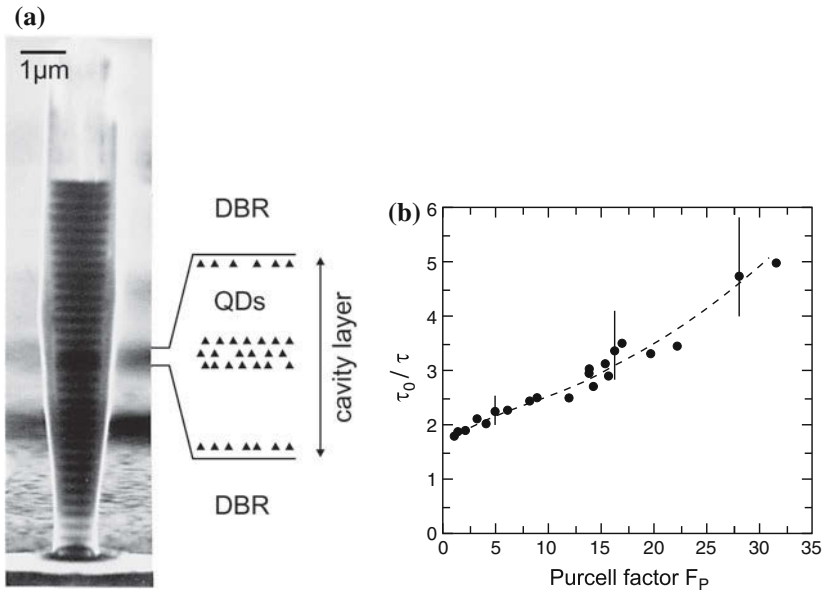 (a)
1μm
DBR
QDs
cavity layer
DBR
(b)
6
5
4
3
2
1
0
τ₀/τ
0 5 10 15 20 25 30 35
Purcell factor F_P